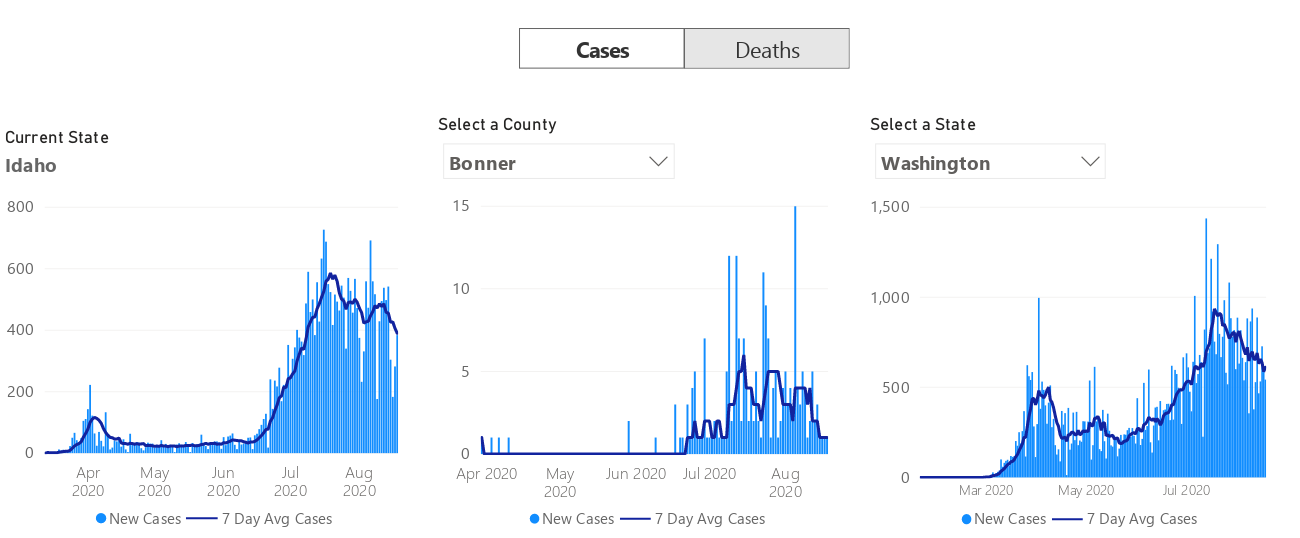 Cases Deaths
Current State
Idaho
Select a County
Bonner
Select a State
Washington
800
600
400
200
0
Apr May Jun Jul Aug
2020 2020 2020 2020 2020
New Cases 7 Day Avg Cases
15
10
5
0
Apr 2020 May Jun 2020 Jul 2020 Aug
2020 2020
New Cases 7 Day Avg Cases
1,500
1,000
500
0
Mar 2020 May 2020 Jul 2020
New Cases 7 Day Avg Cases